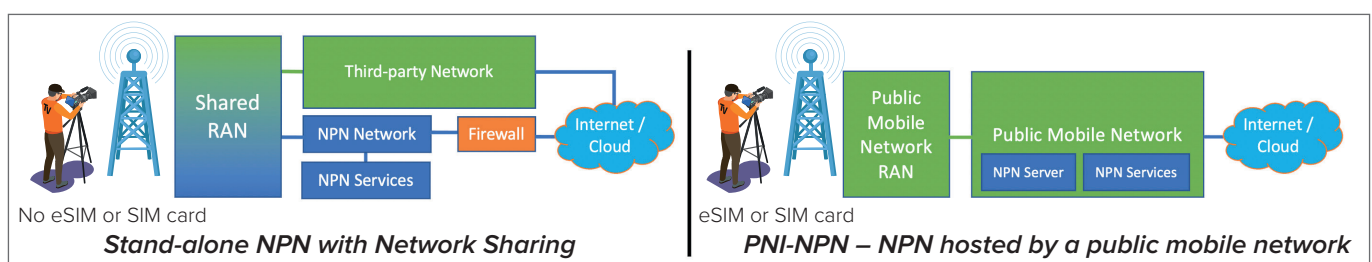 TV
Shared
RAN
Third-party Network
NPN Network
NPN Services
Firewall
Internet /
Cloud
No eSIM or SIM card
Stand-alone NPN with Network Sharing
TV
Public
Mobile
Network
RAN
Public Mobile Network
NPN Server
NPN Services
Internet /
Cloud
eSIM or SIM card
PNI-NPN – NPN hosted by a public mobile network